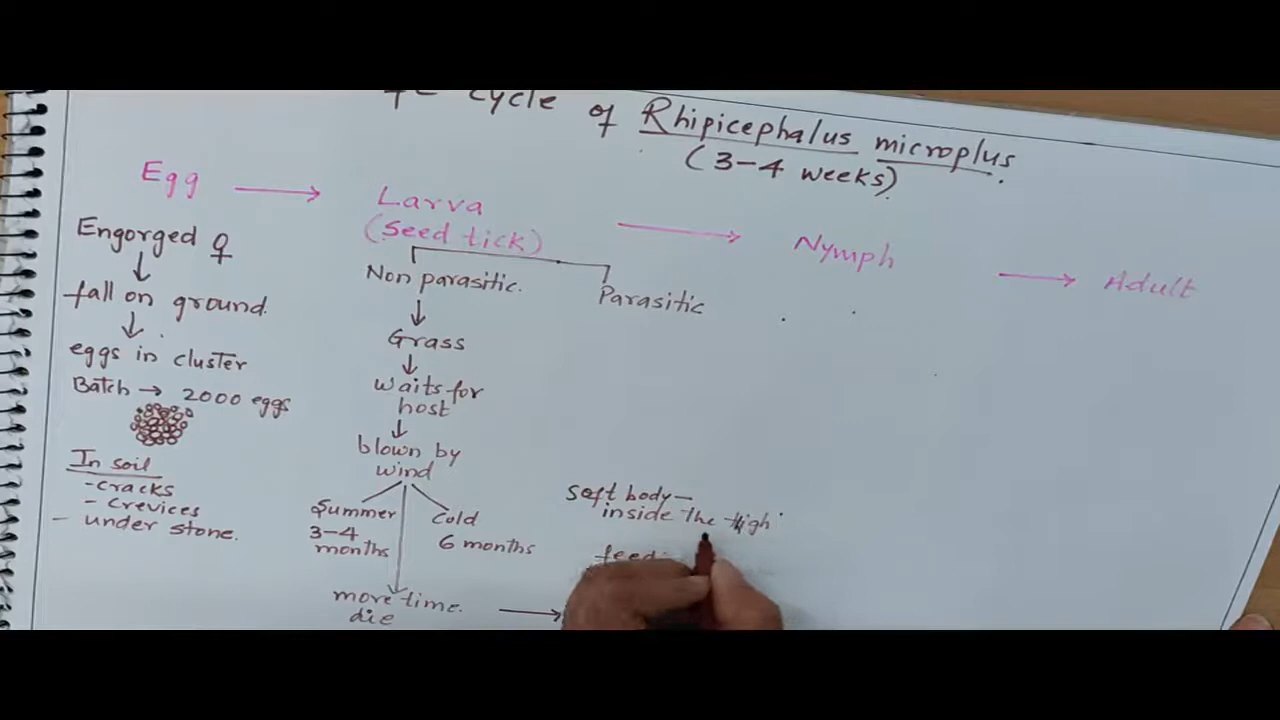 cycle of Rhipicephalus microplus.
(3-4 weeks)
Egg → Larva → Nymph → Adult
(Seed tick)
Engorged ♀
↓
fall on ground.
↓
eggs in cluster
Batch → 2000 eggs
In soil
- cracks
- crevices
- under stone.
Non parasitic.
↓
Grass
↓
waits for
host
↓
blown by
wind
Summer
3-4
months
Cold
6 months
more time.
die
→
Parasitic
Soft body-
inside the thigh
feed